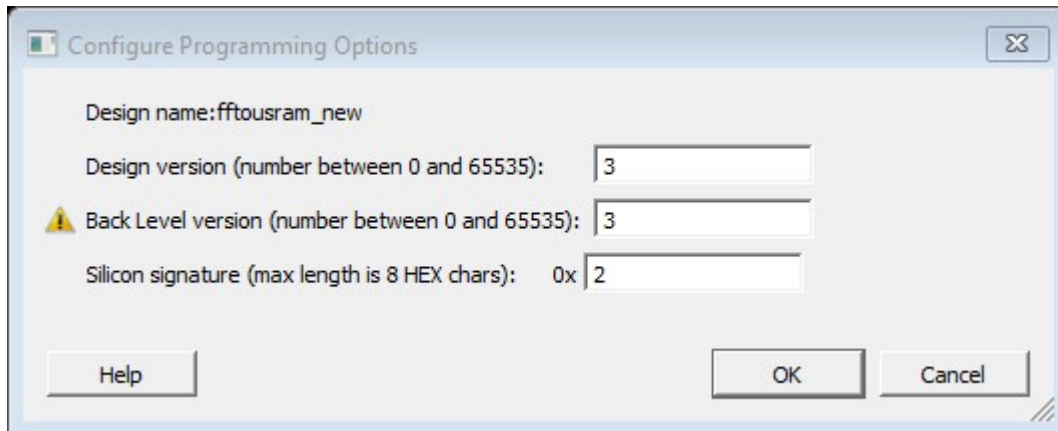 Configure Programming Options
Design name:fftousram_new
Design version (number between 0 and 65535): 3
Back Level version (number between 0 and 65535): 3
Silicon signature (max length is 8 HEX chars): 0x 2
Help OK Cancel